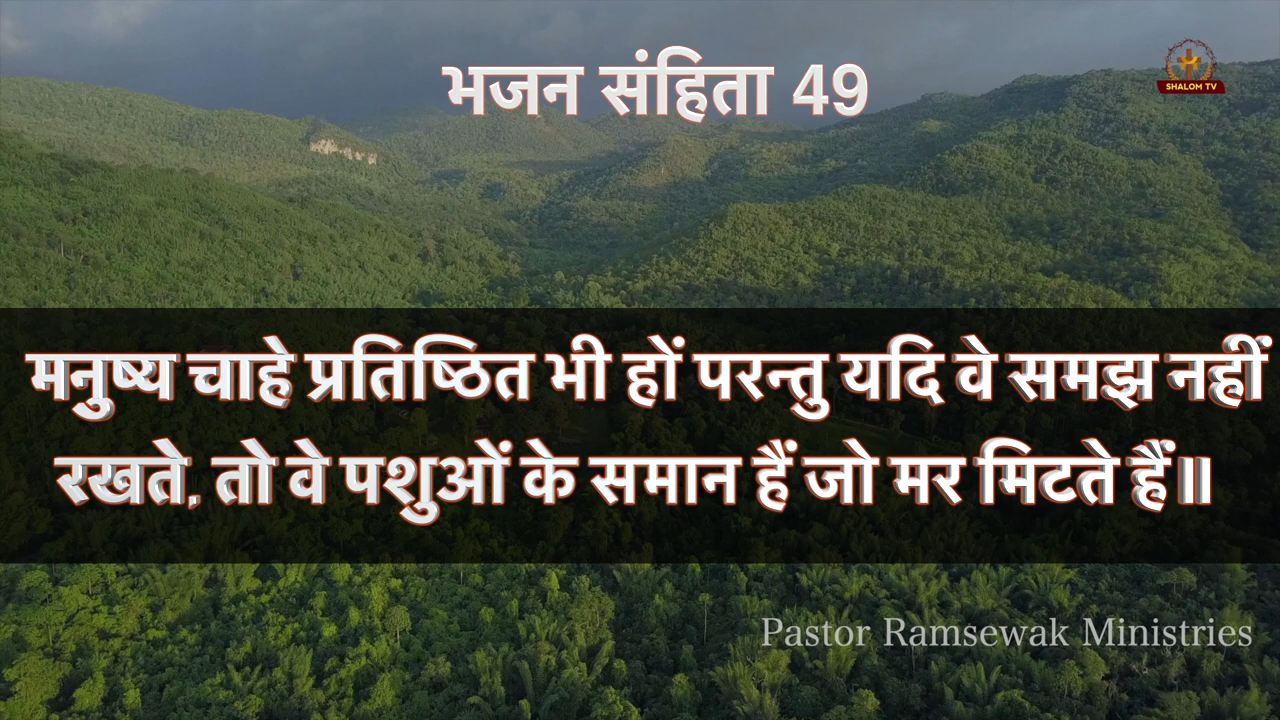 भजन संहिता 49
SHALOM TV
मनुष्य चाहे प्रतिष्ठित भी हों परन्तु यदि वे समझ नहीं
रखते, तो वे पशुओं के समान हैं जो मर मिटते हैं॥
Pastor Ramsewak Ministries